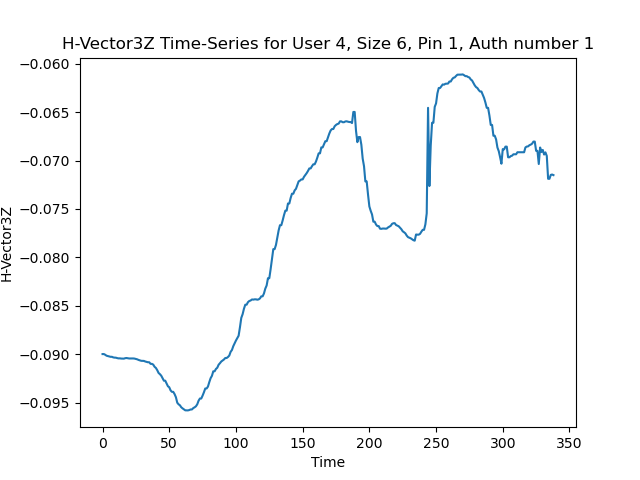 H-Vector3Z Time-Series for User 4, Size 6, Pin 1, Auth number 1
−0.060
−0.065
−0.070
−0.075
−0.080
−0.085
−0.090
−0.095
H-Vector3Z
0 50 100 150 200 250 300 350
Time